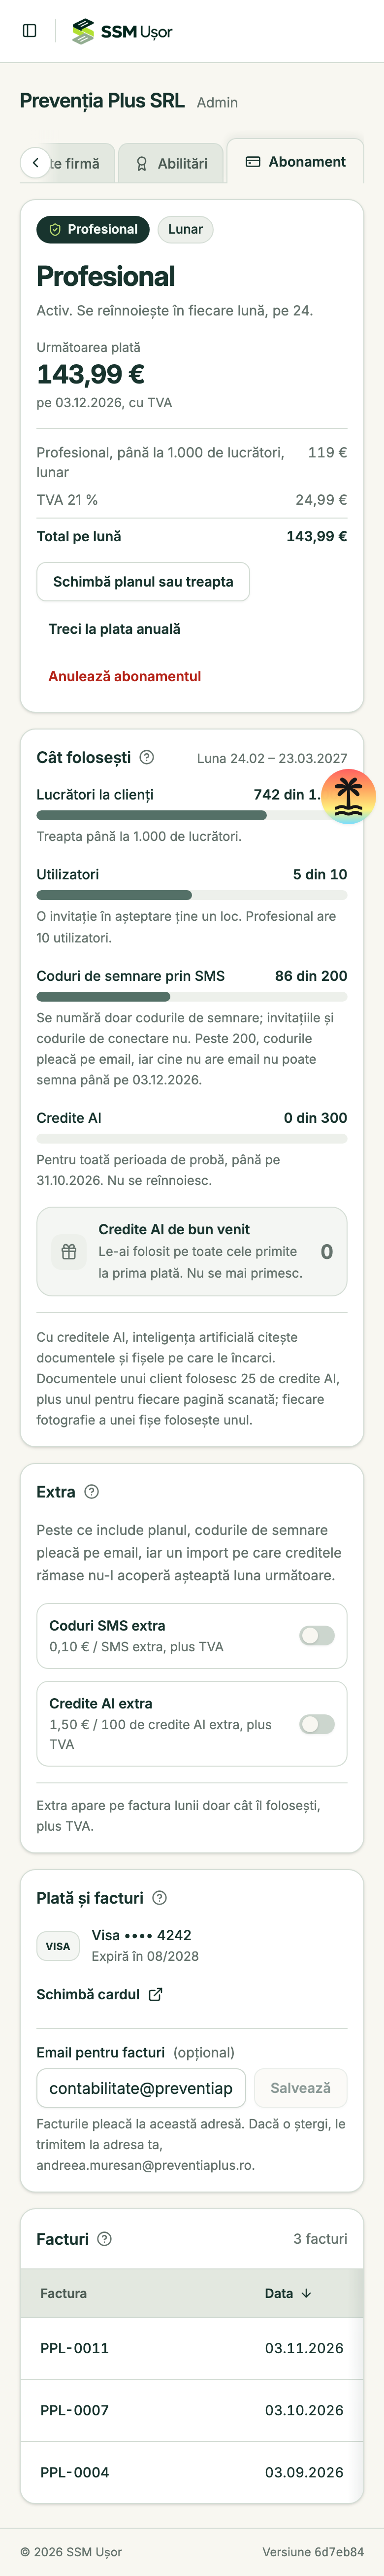 SSM Ușor
Prevenția Plus SRL Admin
te firmă
Abilitări
Abonament
Profesional
Lunar
Profesional
Activ. Se reînnoiește în fiecare lună, pe 24.
Următoarea plată
143,99 €
pe 03.12.2026, cu TVA
Profesional, până la 1.000 de lucrători, 119 €
lunar
TVA 21 % 24,99 €
Total pe lună 143,99 €
Schimbă planul sau treapta
Treci la plata anuală
Anulează abonamentul
Cât folosești Luna 24.02 – 23.03.2027
Lucrători la clienți 742 din 1.
Treapta până la 1.000 de lucrători.
Utilizatori 5 din 10
O invitație în așteptare ține un loc. Profesional are
10 utilizatori.
Coduri de semnare prin SMS 86 din 200
Se numără doar codurile de semnare; invitațiile și
codurile de conectare nu. Peste 200, codurile
pleacă pe email, iar cine nu are email nu poate
semna până pe 03.12.2026.
Credite AI 0 din 300
Pentru toată perioada de probă, până pe
31.10.2026. Nu se reînnoiesc.
Credite AI de bun venit
Le-ai folosit pe toate cele primite
la prima plată. Nu se mai primesc.
0
Cu creditele AI, inteligența artificială citește
documentele și fișele pe care le încarci.
Documentele unui client folosesc 25 de credite AI,
plus unul pentru fiecare pagină scanată; fiecare
fotografie a unei fișe folosește unul.
Extra
Peste ce include planul, codurile de semnare
pleacă pe email, iar un import pe care creditele
rămase nu-l acoperă așteaptă luna următoare.
Coduri SMS extra
0,10 € / SMS extra, plus TVA
Credite AI extra
1,50 € / 100 de credite AI extra, plus
TVA
Extra apare pe factura lunii doar cât îl folosești,
plus TVA.
Plată și facturi
VISA
Visa •••• 4242
Expiră în 08/2028
Schimbă cardul
Email pentru facturi (opțional)
contabilitate@preventiap
Salvează
Facturile pleacă la această adresă. Dacă o ștergi, le
trimitem la adresa ta,
andreea.muresan@preventiaplus.ro.
Facturi 3 facturi
Factura Data
PPL-0011 03.11.2026
PPL-0007 03.10.2026
PPL-0004 03.09.2026
© 2026 SSM Ușor Versiune 6d7eb84